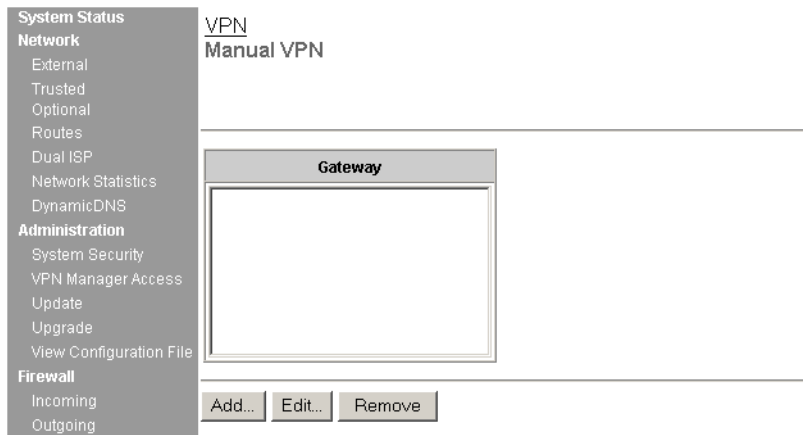 System Status
Network
External
Trusted
Optional
Routes
Dual ISP
Network Statistics
DynamicDNS
Administration
System Security
VPN Manager Access
Update
Upgrade
View Configuration File
Firewall
Incoming
Outgoing
VPN
Manual VPN
Gateway
Add... Edit... Remove